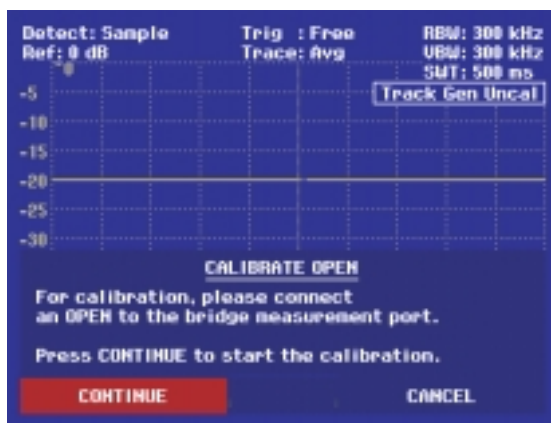 Detect: Sample Trig : Free RBW: 300 kHz
Ref: 0 dB Trace: Avg VBW: 300 kHz
SWT: 500 ms
0
-5 Track Gen Uncal
-10
-15
-20
-25
-30
CALIBRATE OPEN
For calibration, please connect
an OPEN to the bridge measurement port.
Press CONTINUE to start the calibration.
CONTINUE CANCEL